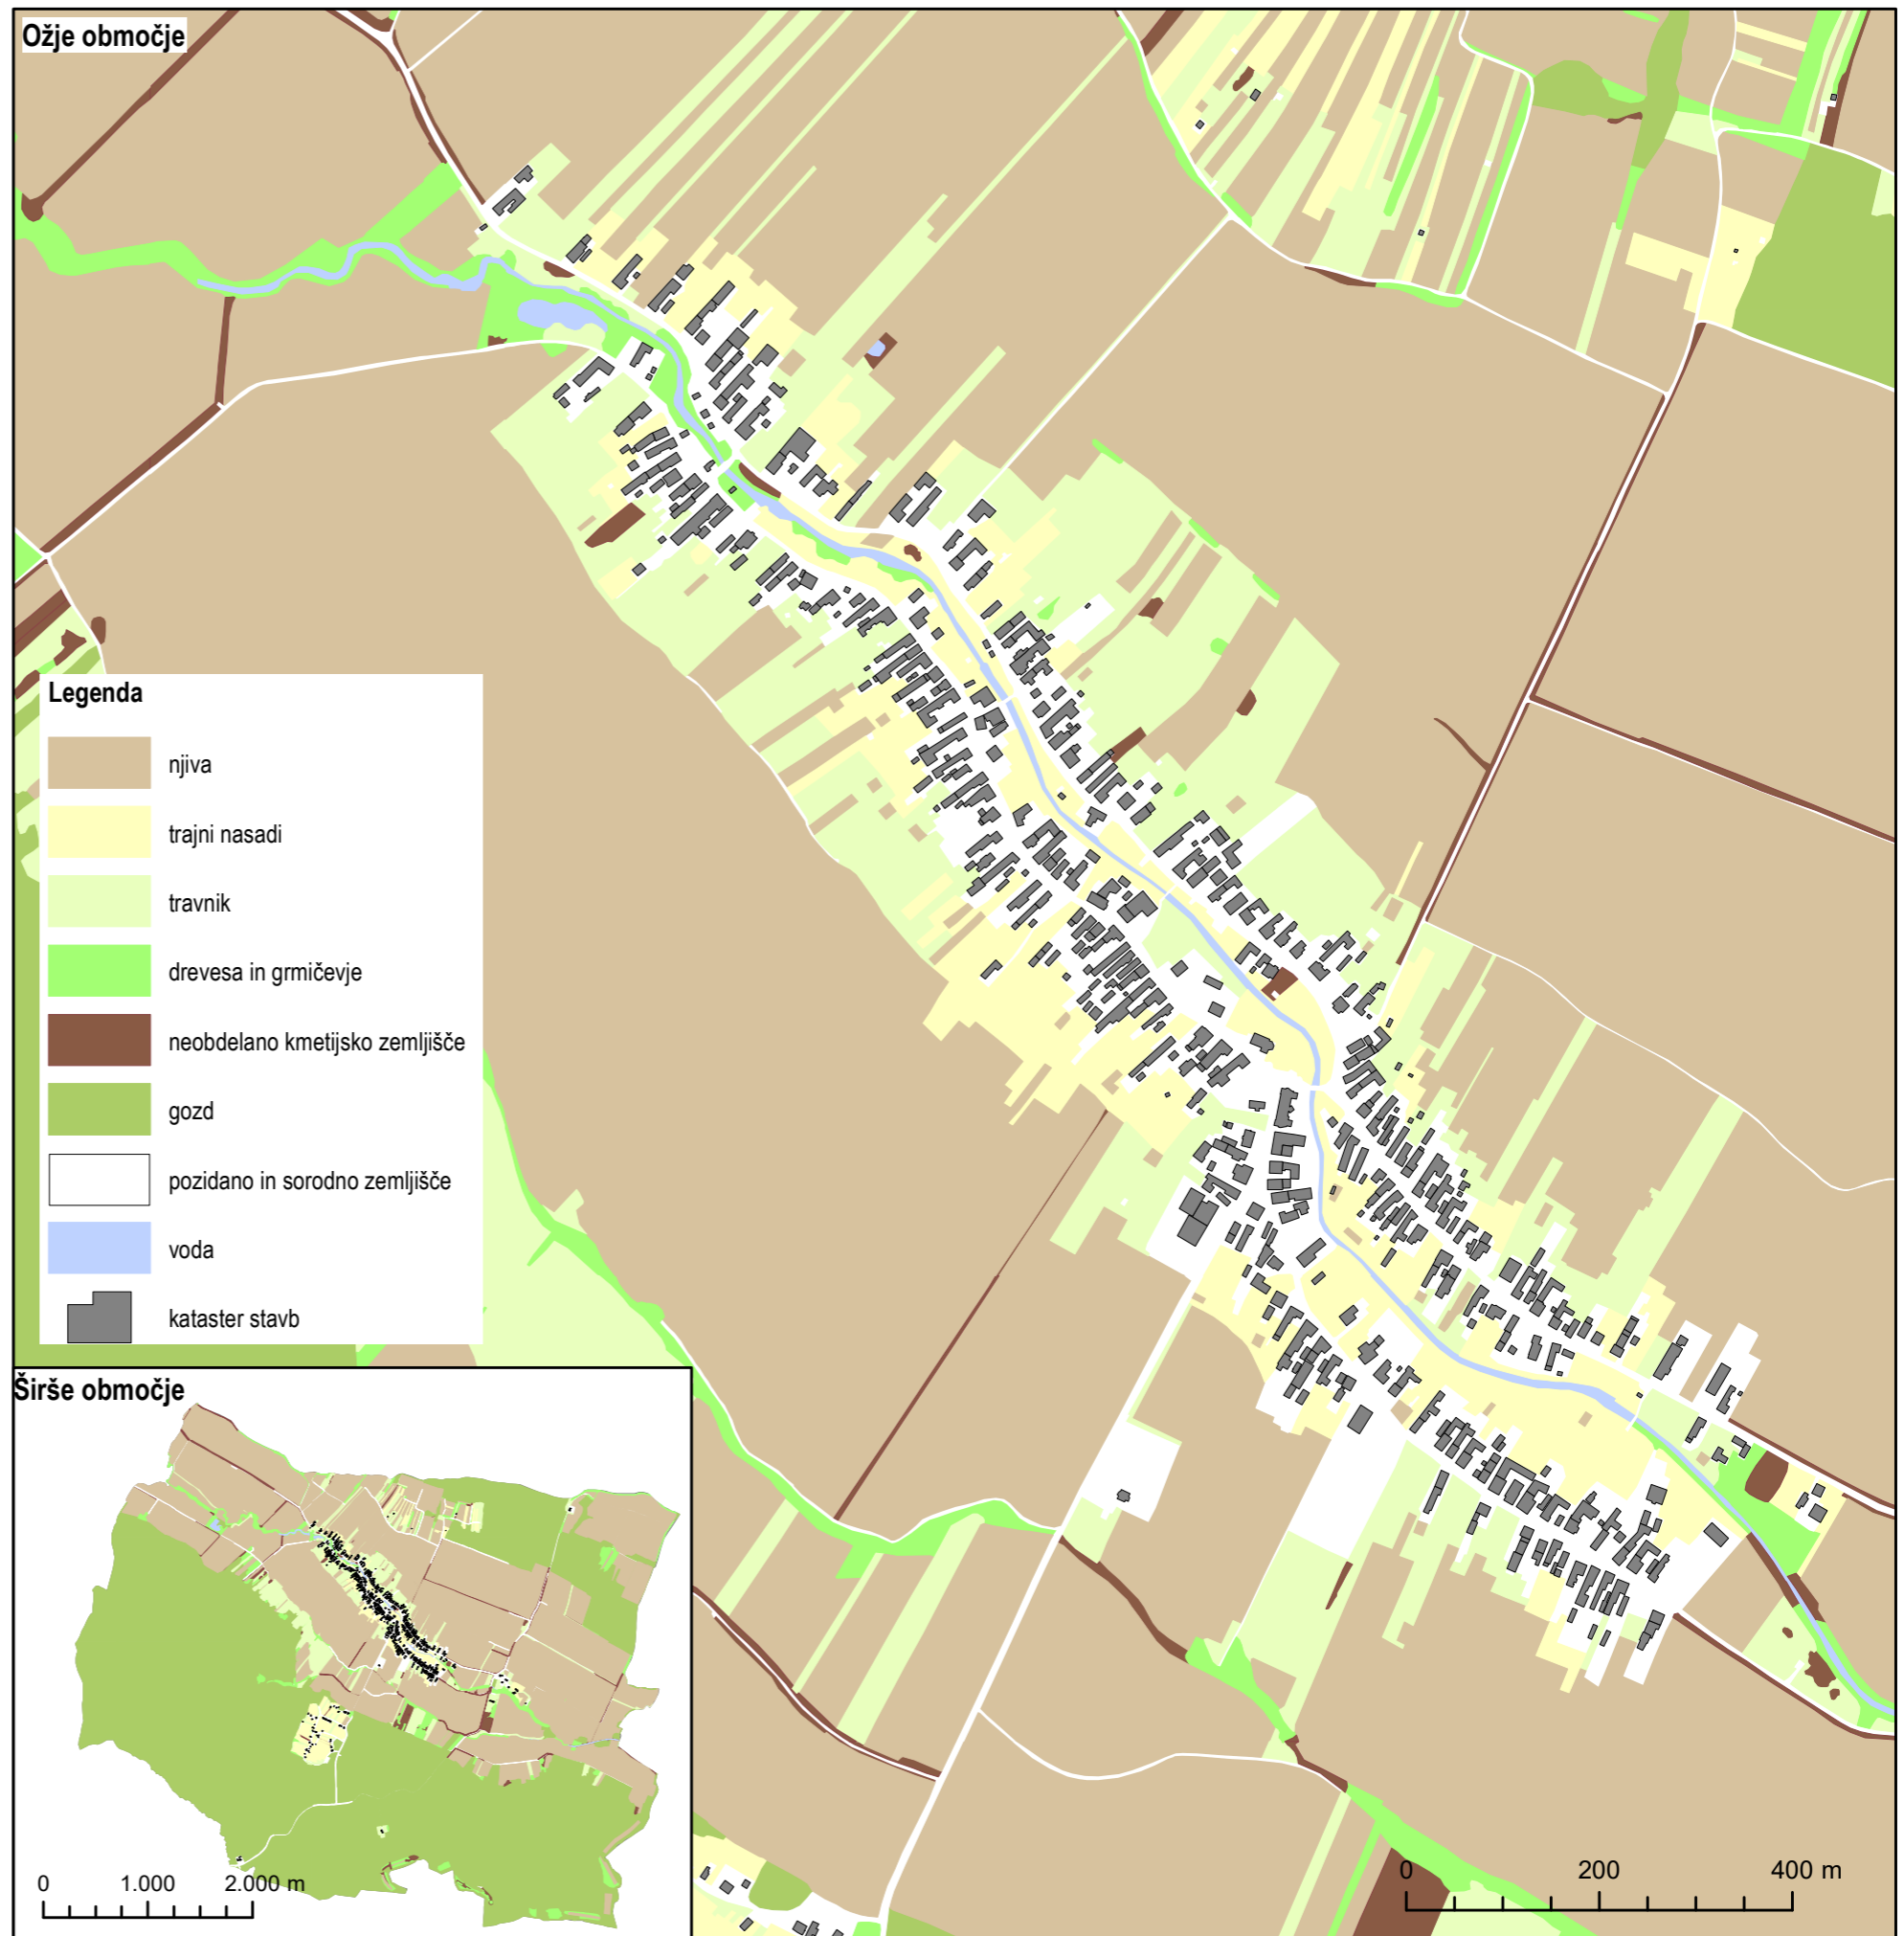 Ožje območje
Legenda
njiva
trajni nasadi
travnik
drevesa in grmičevje
neobdelano kmetijsko zemljišče
gozd
pozidano in sorodno zemljišče
voda
kataster stavb
Širše območje
0 1.000 2.000 m
0 200 400 m